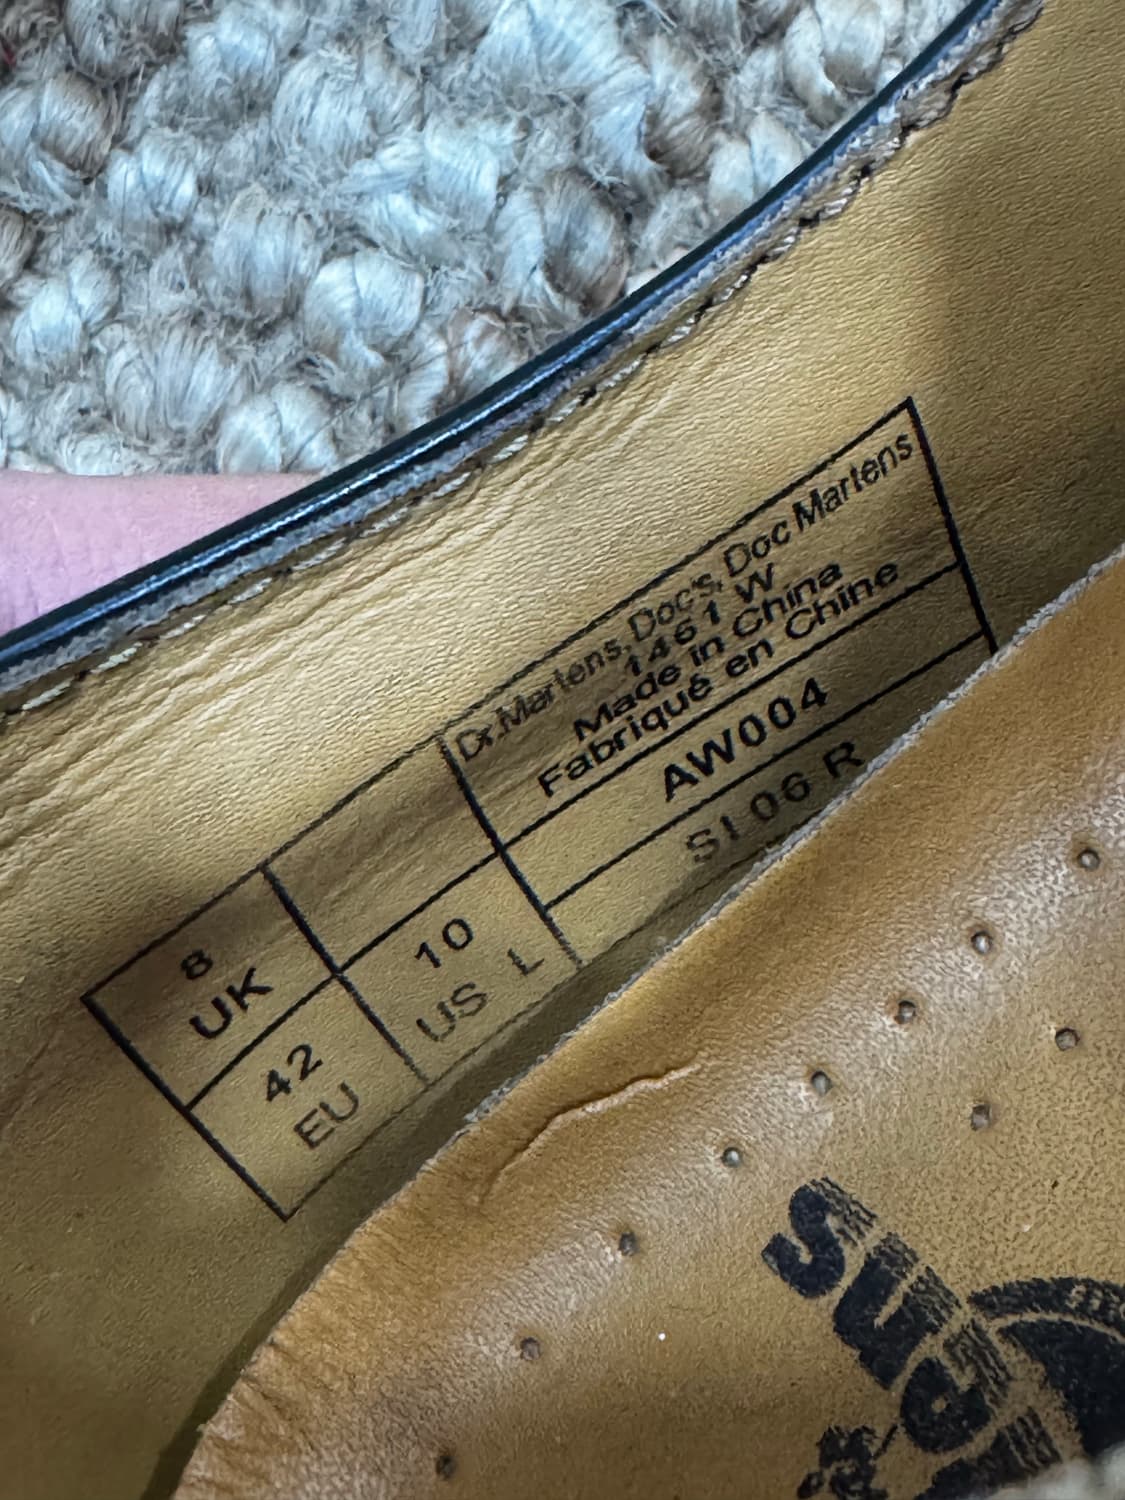 Dr.Martens, Doc's, Doc Martens
1461 W
Made in China
Fabriqué en Chine
AW004
SI 06 R
8
UK
10
US L
42
EU